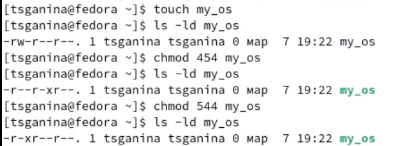 [tsganina@fedora ~]$ touch my_os
[tsganina@fedora ~]$ ls -ld my_os
-rw-r--r--. 1 tsganina tsganina 0 мар  7 19:22 my_os
[tsganina@fedora ~]$ chmod 454 my_os
[tsganina@fedora ~]$ ls -ld my_os
-r--r-xr--. 1 tsganina tsganina 0 мар  7 19:22 my_os
[tsganina@fedora ~]$ chmod 544 my_os
[tsganina@fedora ~]$ ls -ld my_os
-r-xr--r--. 1 tsganina tsganina 0 мар  7 19:22 my_os